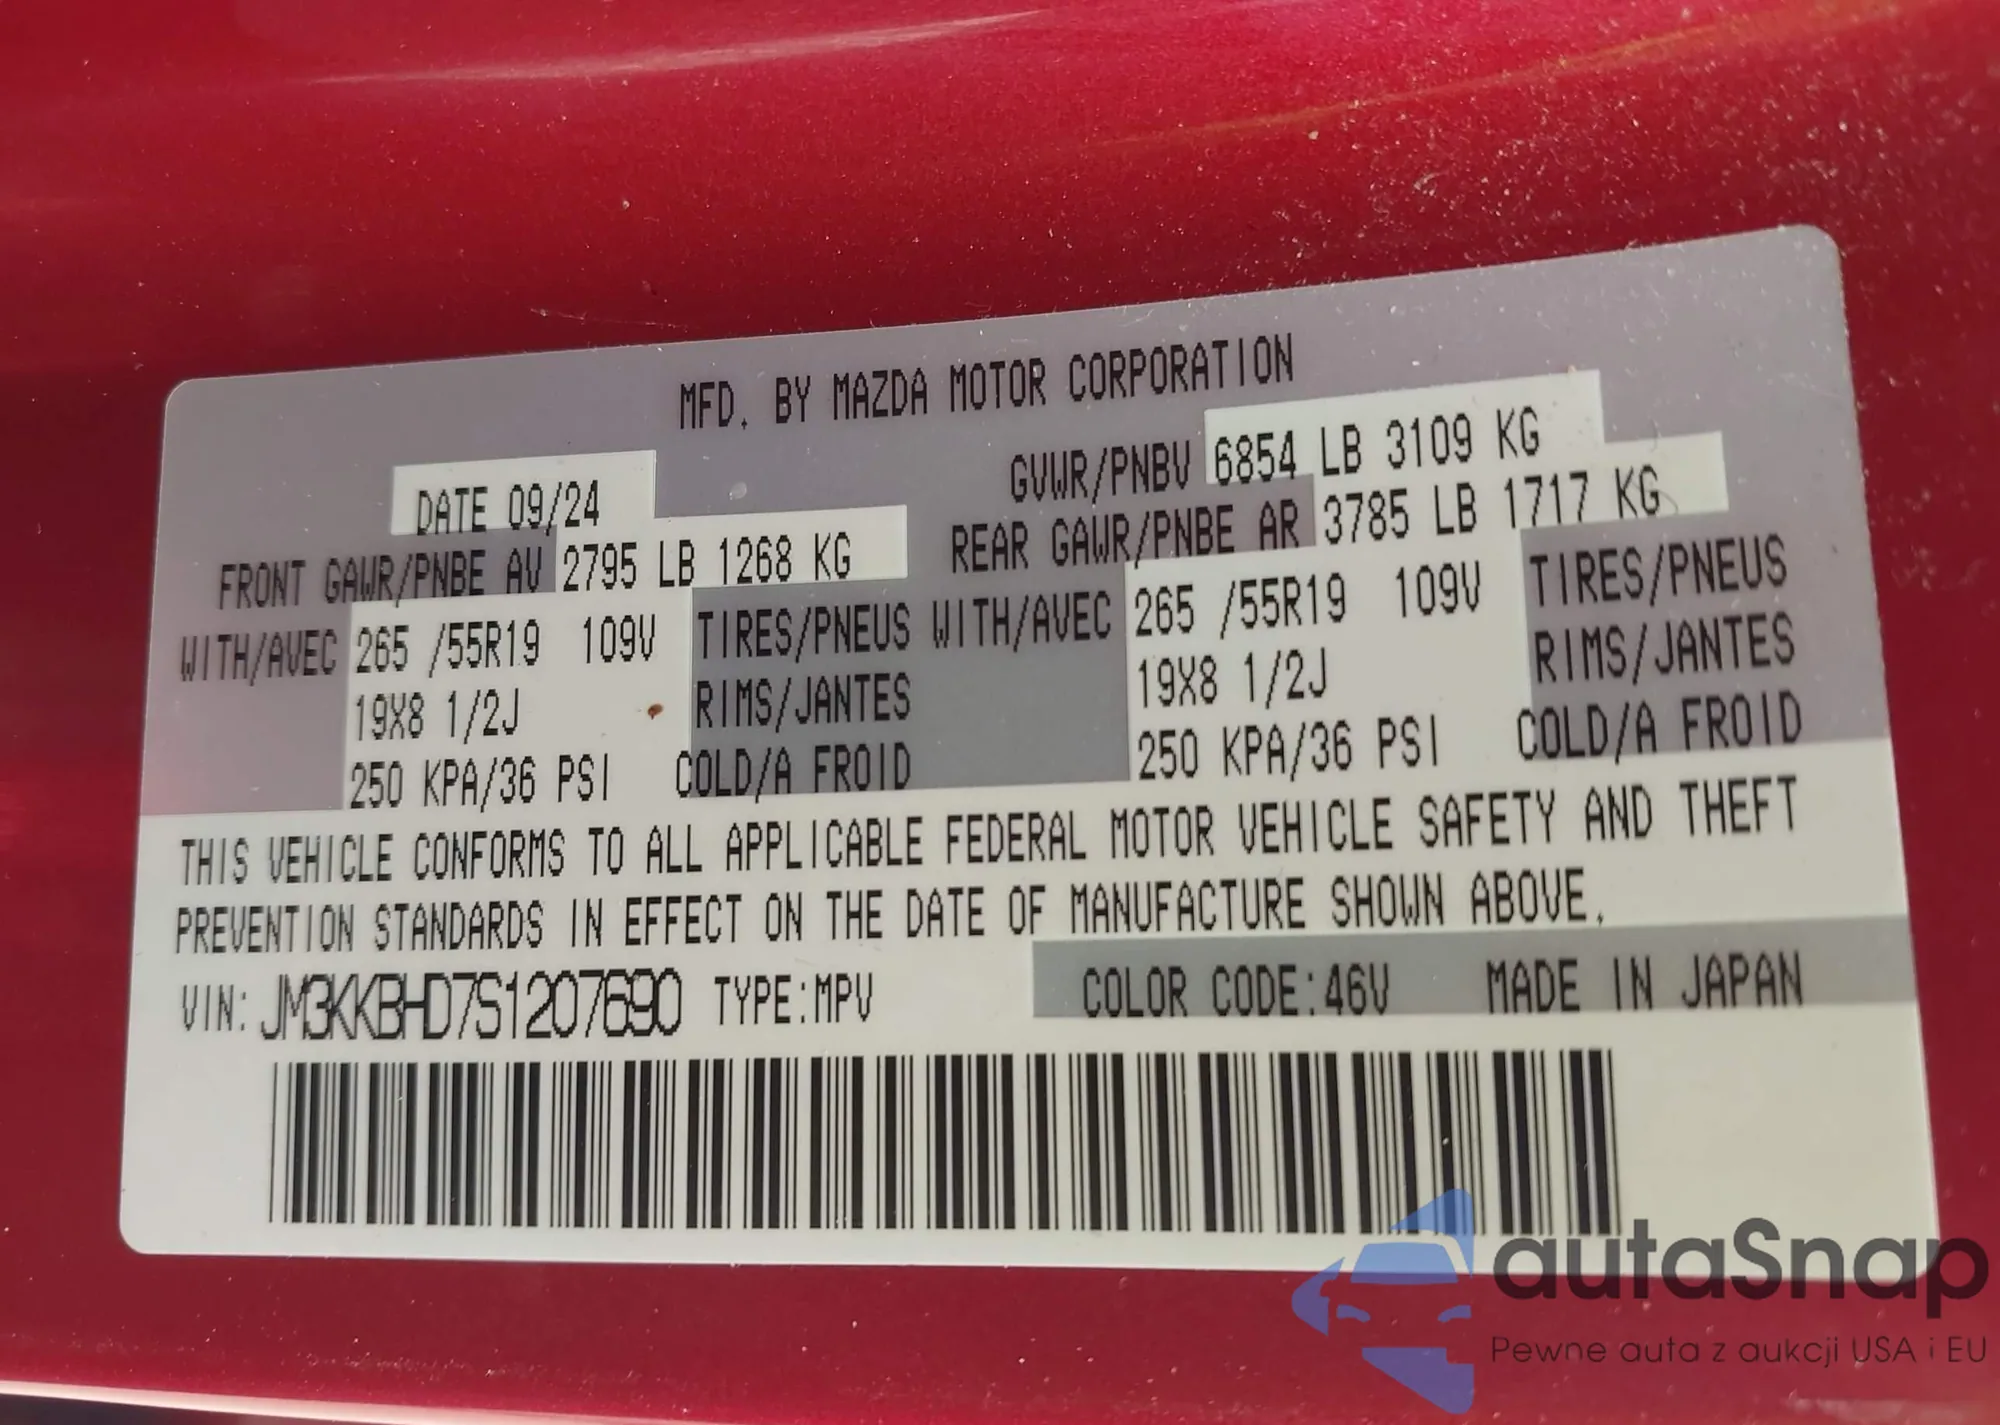 MFD. BY MAZDA MOTOR CORPORATION
DATE 09/24 GVWR/PNBV 6854 LB 3109 KG
FRONT GAWR/PNBE AV 2795 LB 1268 KG REAR GAWR/PNBE AR 3785 LB 1717 KG
WITH/AVEC 265 /55R19 109V TIRES/PNEUS WITH/AVEC 265 /55R19 109V TIRES/PNEUS
19X8 1/2J RIMS/JANTES 19X8 1/2J RIMS/JANTES
250 KPA/36 PSI COLD/A FROID 250 KPA/36 PSI COLD/A FROID
THIS VEHICLE CONFORMS TO ALL APPLICABLE FEDERAL MOTOR VEHICLE SAFETY AND THEFT
PREVENTION STANDARDS IN EFFECT ON THE DATE OF MANUFACTURE SHOWN ABOVE.
VIN: JM3KKBHD7S1207690 TYPE:MPV COLOR CODE:46V MADE IN JAPAN
autaSnap
Pewne auta z aukcji USA i EU